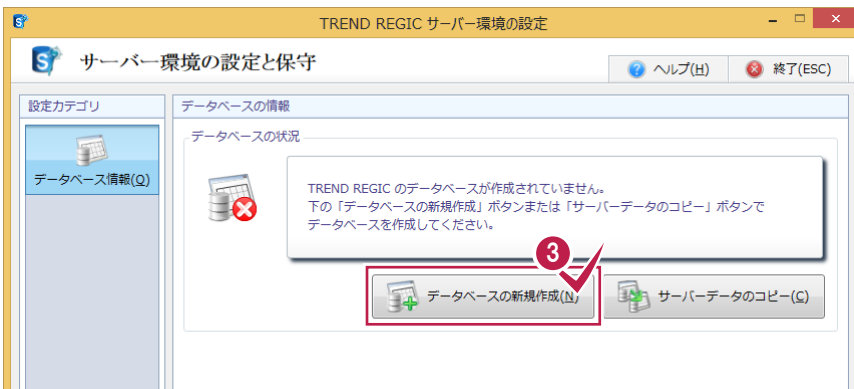 TREND REGIC サーバー環境の設定
サーバー環境の設定と保守
ヘルプ(H)
終了(ESC)
設定カテゴリ
データベース情報(Q)
データベースの情報
データベースの状況
TREND REGIC のデータベースが作成されていません。
下の「データベースの新規作成」ボタンまたは「サーバーデータのコピー」ボタンで
データベースを作成してください。
3
データベースの新規作成(N)
サーバーデータのコピー(C)